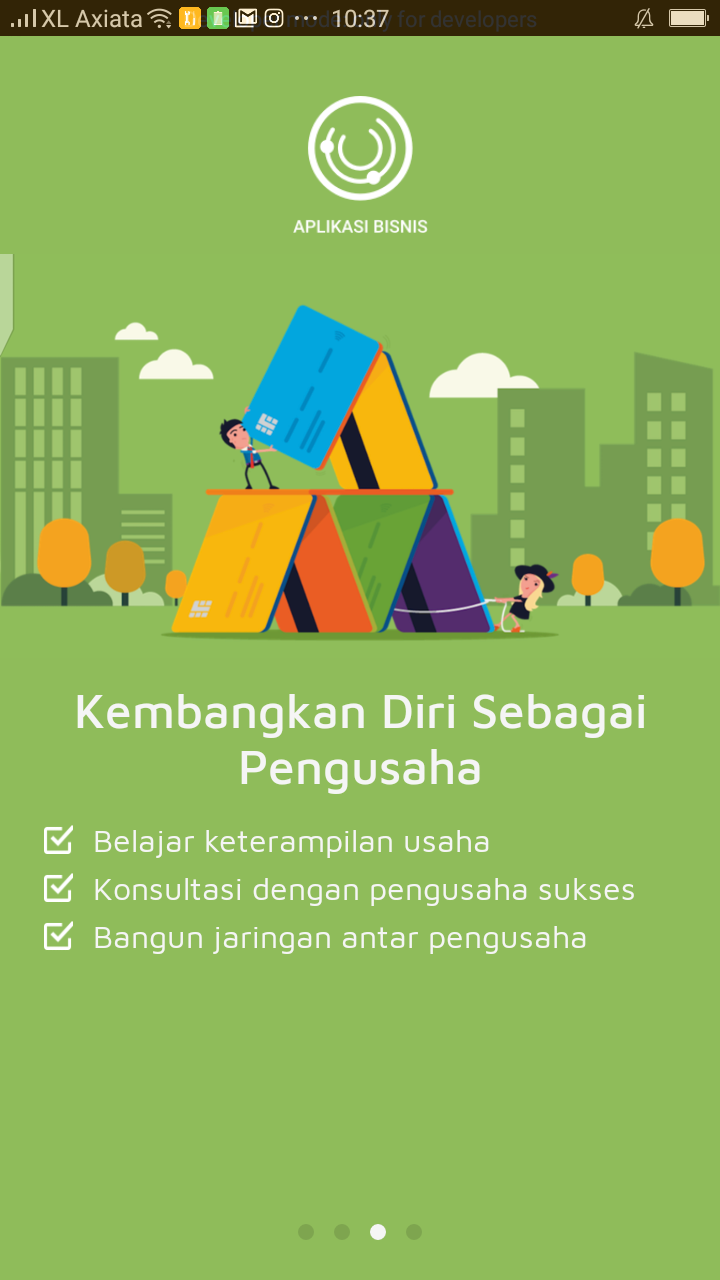 XL Axiata 10:37 for developers
APLIKASI BISNIS
Kembangkan Diri Sebagai
Pengusaha
Belajar keterampilan usaha
Konsultasi dengan pengusaha sukses
Bangun jaringan antar pengusaha